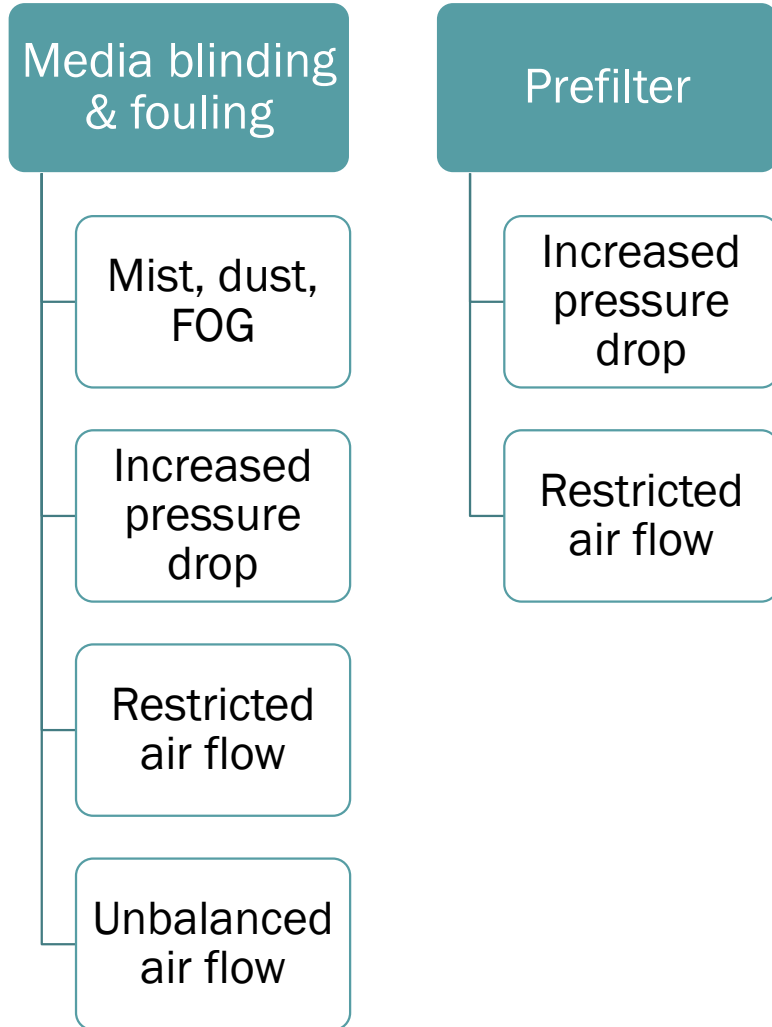 Media blinding
& fouling
Mist, dust,
FOG
Increased
pressure
drop
Restricted
air flow
Unbalanced
air flow
Prefilter
Increased
pressure
drop
Restricted
air flow